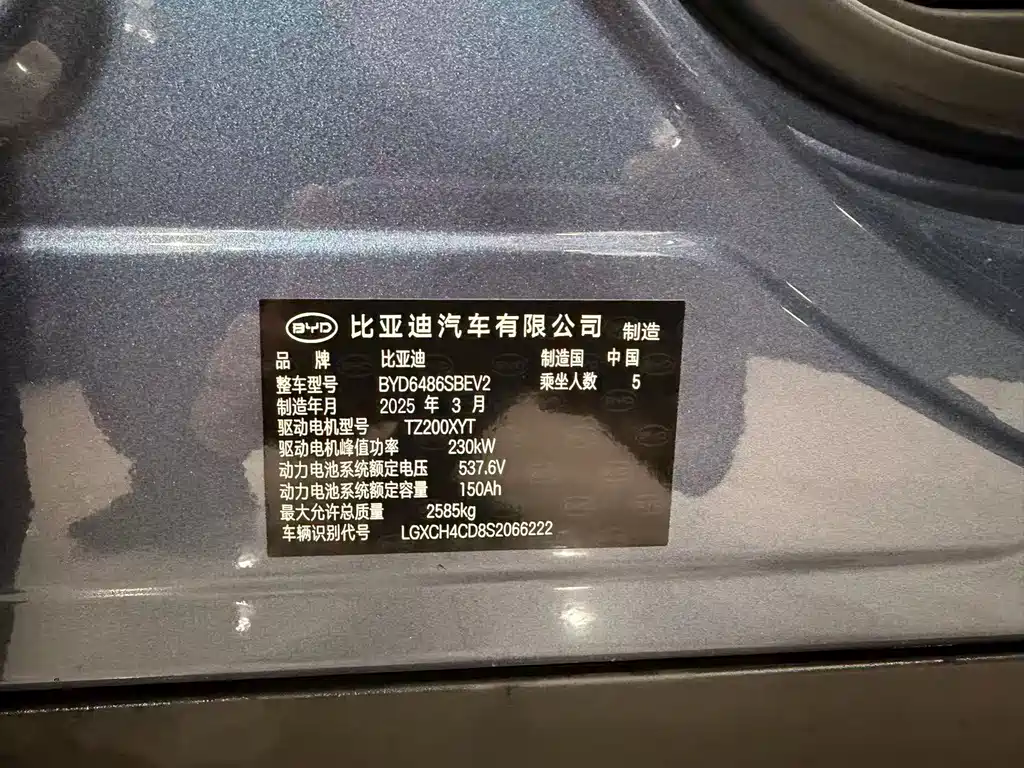 BYD 比亚迪汽车有限公司 制造
品 牌 比亚迪 制造国 中国
整车型号 BYD6486SBEV2 乘坐人数 5
制造年月 2025 年 3 月
驱动电机型号 TZ200XYT
驱动电机峰值功率 230kW
动力电池系统额定电压 537.6V
动力电池系统额定容量 150Ah
最大允许总质量 2585kg
车辆识别代号 LGXCH4CD8S2066222